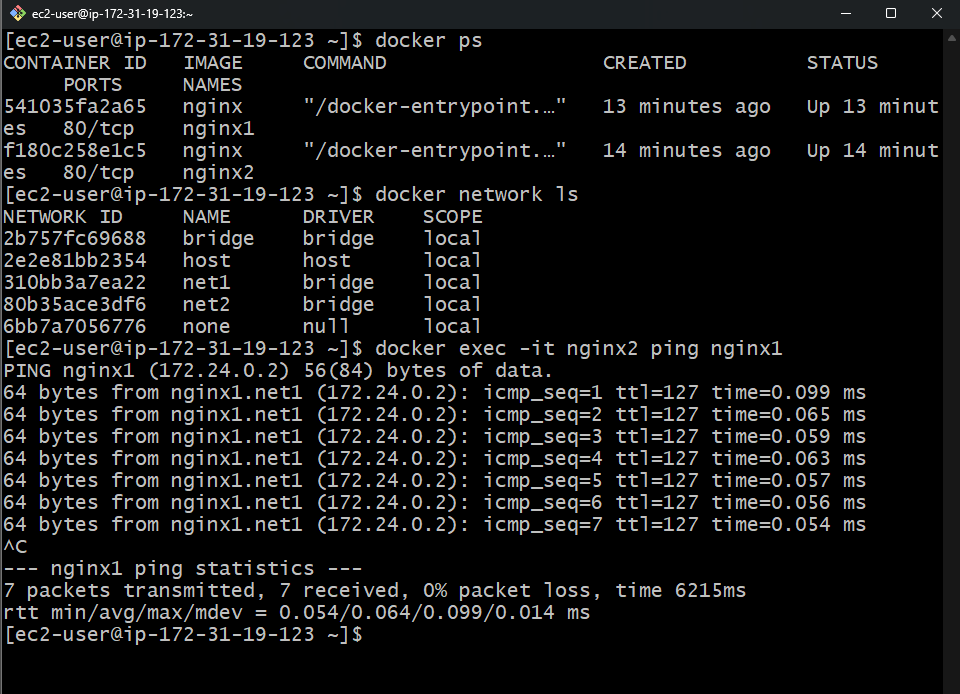 ec2-user@ip-172-31-19-123:~
[ec2-user@ip-172-31-19-123 ~]$ docker ps
CONTAINER ID   IMAGE     COMMAND                  CREATED          STATUS
     PORTS     NAMES
541035fa2a65   nginx     "/docker-entrypoint.…"   13 minutes ago   Up 13 minut
es   80/tcp    nginx1
f180c258e1c5   nginx     "/docker-entrypoint.…"   14 minutes ago   Up 14 minut
es   80/tcp    nginx2
[ec2-user@ip-172-31-19-123 ~]$ docker network ls
NETWORK ID     NAME      DRIVER    SCOPE
2b757fc69688   bridge    bridge    local
2e2e81bb2354   host      host      local
310bb3a7ea22   net1      bridge    local
80b35ace3df6   net2      bridge    local
6bb7a7056776   none      null      local
[ec2-user@ip-172-31-19-123 ~]$ docker exec -it nginx2 ping nginx1
PING nginx1 (172.24.0.2) 56(84) bytes of data.
64 bytes from nginx1.net1 (172.24.0.2): icmp_seq=1 ttl=127 time=0.099 ms
64 bytes from nginx1.net1 (172.24.0.2): icmp_seq=2 ttl=127 time=0.065 ms
64 bytes from nginx1.net1 (172.24.0.2): icmp_seq=3 ttl=127 time=0.059 ms
64 bytes from nginx1.net1 (172.24.0.2): icmp_seq=4 ttl=127 time=0.063 ms
64 bytes from nginx1.net1 (172.24.0.2): icmp_seq=5 ttl=127 time=0.057 ms
64 bytes from nginx1.net1 (172.24.0.2): icmp_seq=6 ttl=127 time=0.056 ms
64 bytes from nginx1.net1 (172.24.0.2): icmp_seq=7 ttl=127 time=0.054 ms
^C
--- nginx1 ping statistics ---
7 packets transmitted, 7 received, 0% packet loss, time 6215ms
rtt min/avg/max/mdev = 0.054/0.064/0.099/0.014 ms
[ec2-user@ip-172-31-19-123 ~]$